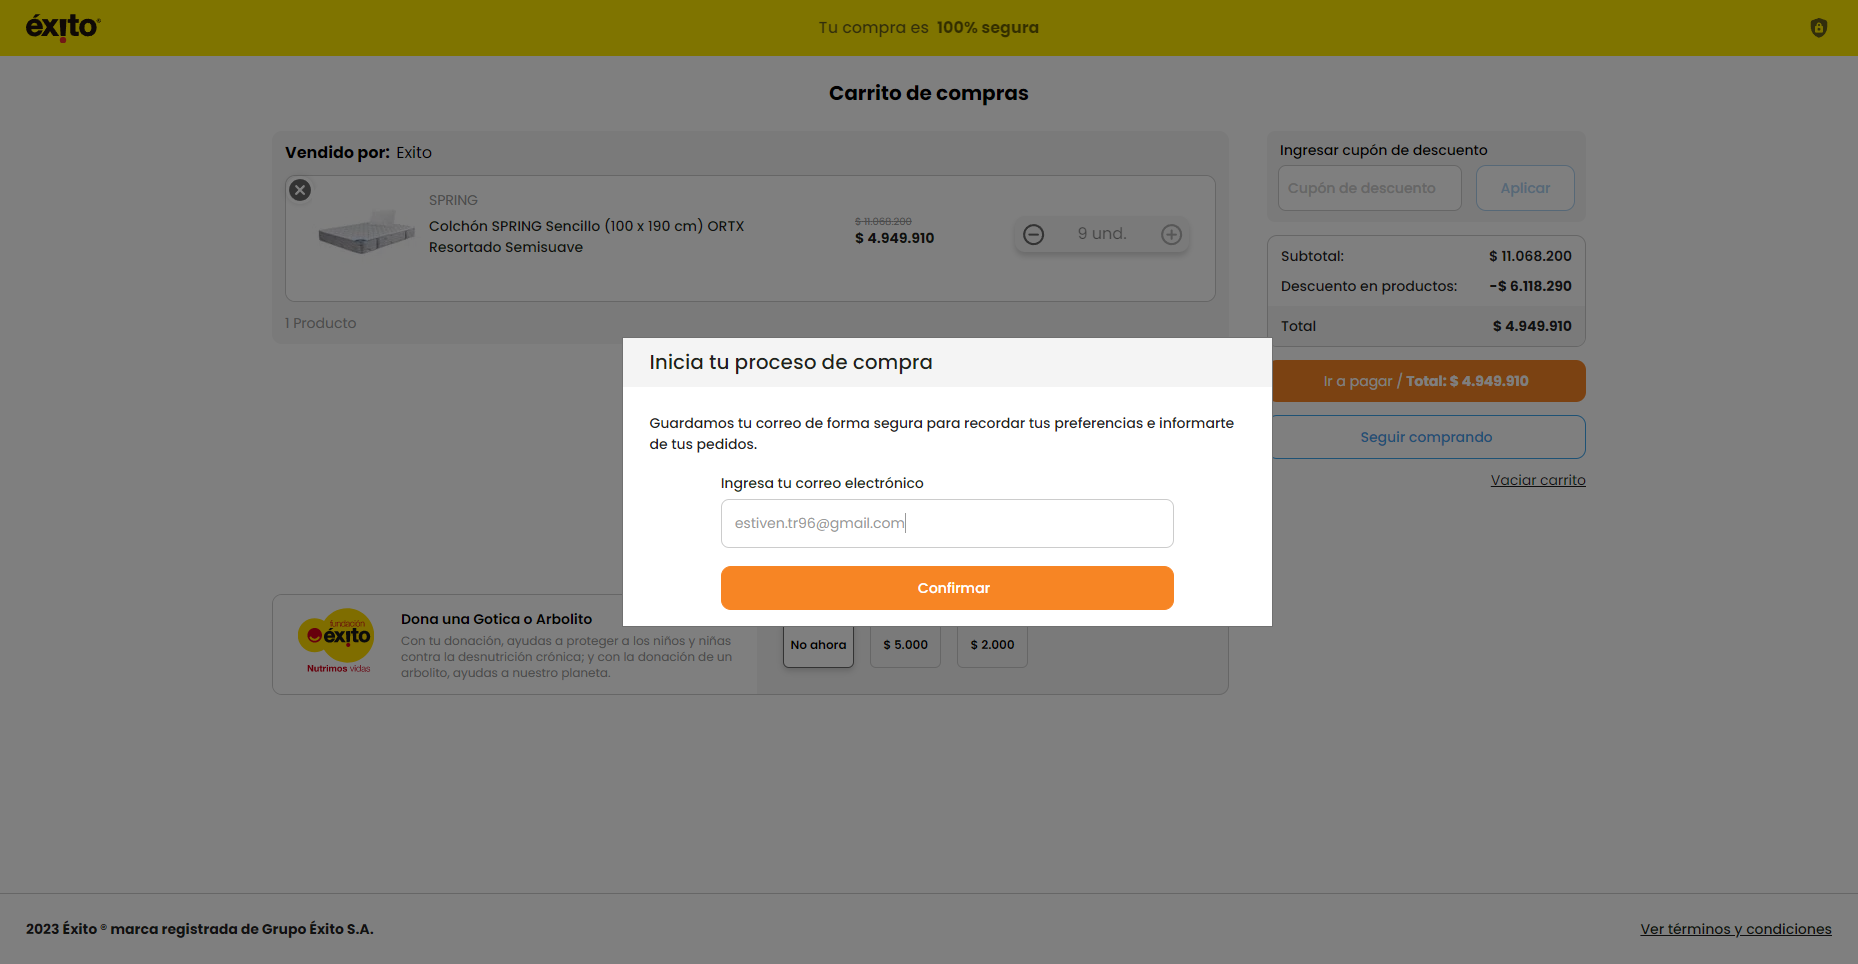 éxito
Tu compra es 100% segura
Carrito de compras
Vendido por: Exito
SPRING
Colchón SPRING Sencillo (100 x 190 cm) ORTX
Resortado Semisuave
$ 11.068.200
$ 4.949.910
9 und.
1 Producto
Ingresar cupón de descuento
Cupón de descuento
Aplicar
Subtotal: $ 11.068.200
Descuento en productos: -$ 6.118.290
Total $ 4.949.910
Ir a pagar / Total: $ 4.949.910
Seguir comprando
Vaciar carrito
Inicia tu proceso de compra
Guardamos tu correo de forma segura para recordar tus preferencias e informarte
de tus pedidos.
Ingresa tu correo electrónico
estiven.tr96@gmail.com
Confirmar
fundación
éxito
Nutrimos vidas
Dona una Gotica o Arbolito
Con tu donación, ayudas a proteger a los niños y niñas
contra la desnutrición crónica; y con la donación de un
arbolito, ayudas a nuestro planeta.
No ahora
$ 5.000
$ 2.000
2023 Éxito ® marca registrada de Grupo Éxito S.A.
Ver términos y condiciones